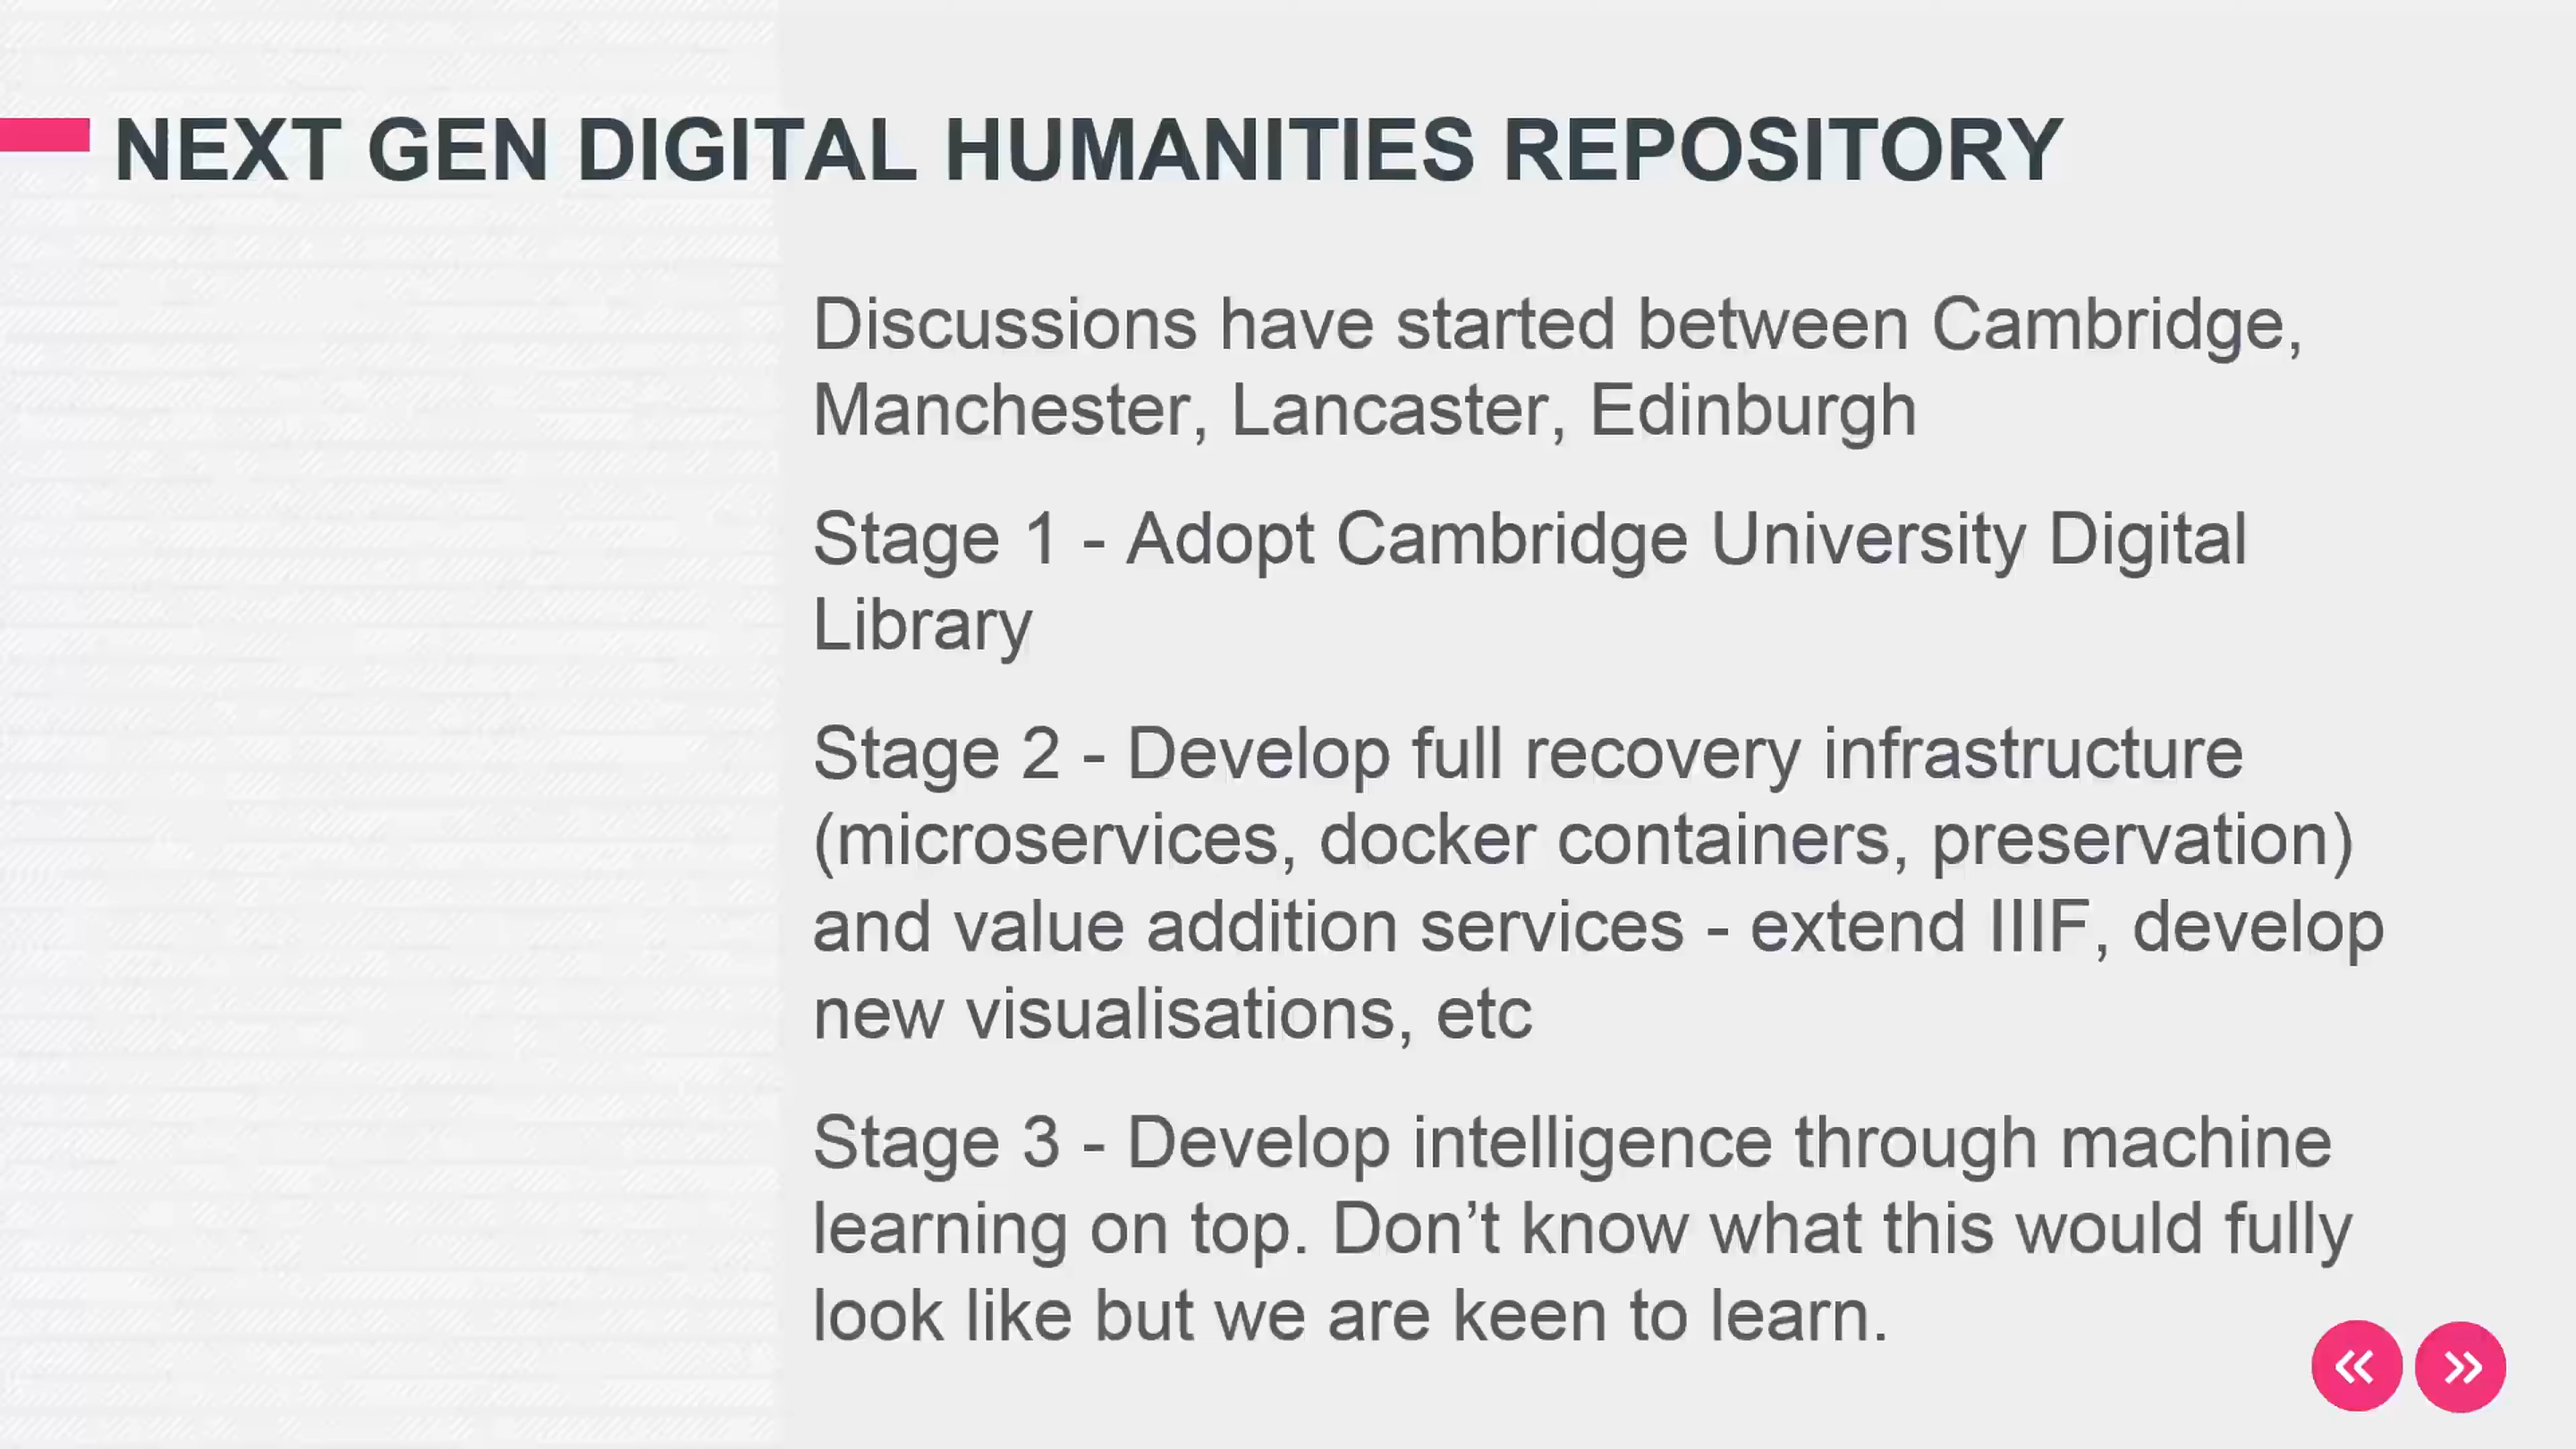 NEXT GEN DIGITAL HUMANITIES REPOSITORY
Discussions have started between Cambridge,
Manchester, Lancaster, Edinburgh
Stage 1 - Adopt Cambridge University Digital
Library
Stage 2 - Develop full recovery infrastructure
(microservices, docker containers, preservation)
and value addition services - extend IIIF, develop
new visualisations, etc
Stage 3 - Develop intelligence through machine
learning on top. Don’t know what this would fully
look like but we are keen to learn.